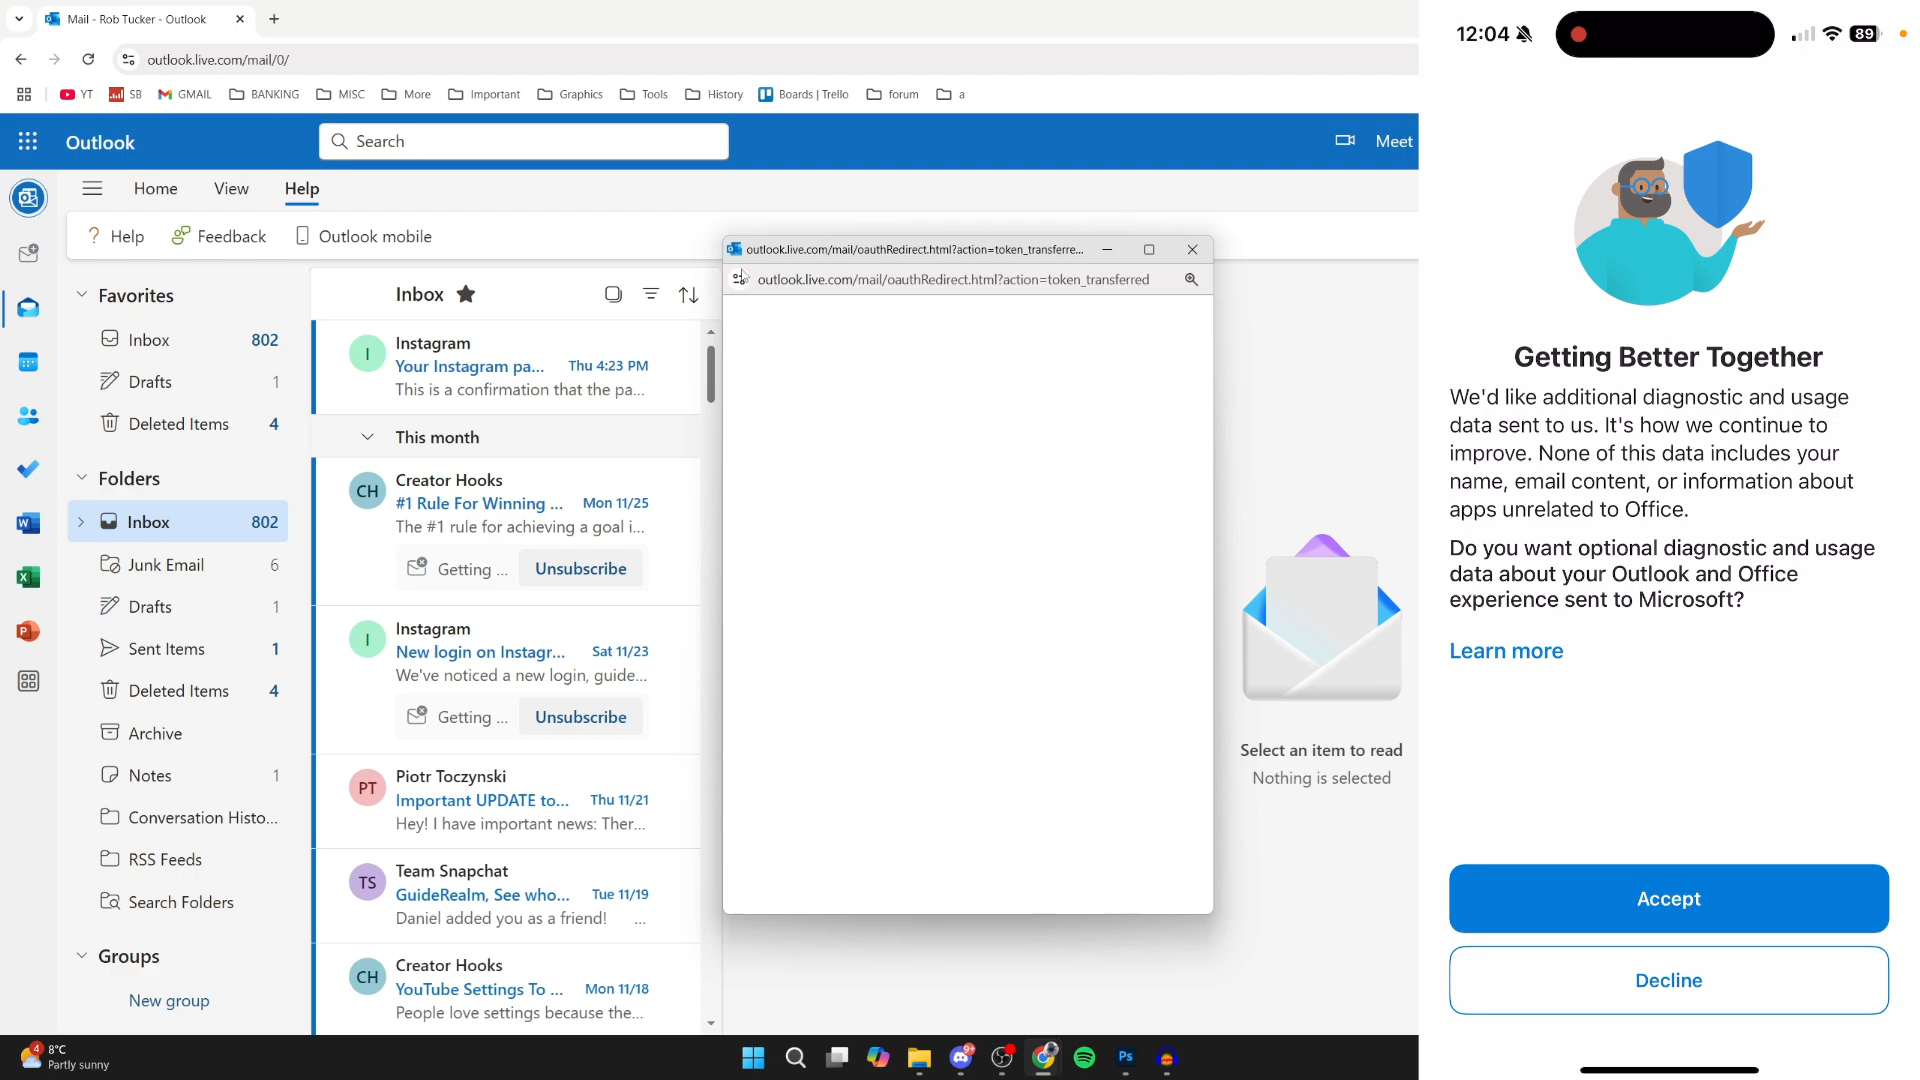 Mail - Rob Tucker - Outlook
outlook.live.com/mail/0/
YT
SB
GMAIL
BANKING
MISC
More
Important
Graphics
Tools
History
Boards | Trello
forum
a
Outlook
Search
Meet
Home
View
Help
? Help
Feedback
Outlook mobile
Favorites
Inbox 802
Drafts 1
Deleted Items 4
Folders
Inbox 802
Junk Email 6
Drafts 1
Sent Items 1
Deleted Items 4
Archive
Notes 1
Conversation Histo...
RSS Feeds
Search Folders
Groups
New group
Inbox
I
Instagram
Your Instagram pa... Thu 4:23 PM
This is a confirmation that the pa...
This month
CH
Creator Hooks
#1 Rule For Winning ... Mon 11/25
The #1 rule for achieving a goal i...
Getting ... Unsubscribe
I
Instagram
New login on Instagr... Sat 11/23
We've noticed a new login, guide...
Getting ... Unsubscribe
PT
Piotr Toczynski
Important UPDATE to... Thu 11/21
Hey! I have important news: Ther...
TS
Team Snapchat
GuideRealm, See who... Tue 11/19
Daniel added you as a friend! ...
CH
Creator Hooks
YouTube Settings To ... Mon 11/18
People love settings because the...
outlook.live.com/mail/oauthRedirect.html?action=token_transferre...
outlook.live.com/mail/oauthRedirect.html?action=token_transferred
Select an item to read
Nothing is selected
4
8°C
Partly sunny
9+
Ps
12:04
89
Getting Better Together
We'd like additional diagnostic and usage
data sent to us. It's how we continue to
improve. None of this data includes your
name, email content, or information about
apps unrelated to Office.
Do you want optional diagnostic and usage
data about your Outlook and Office
experience sent to Microsoft?
Learn more
Accept
Decline